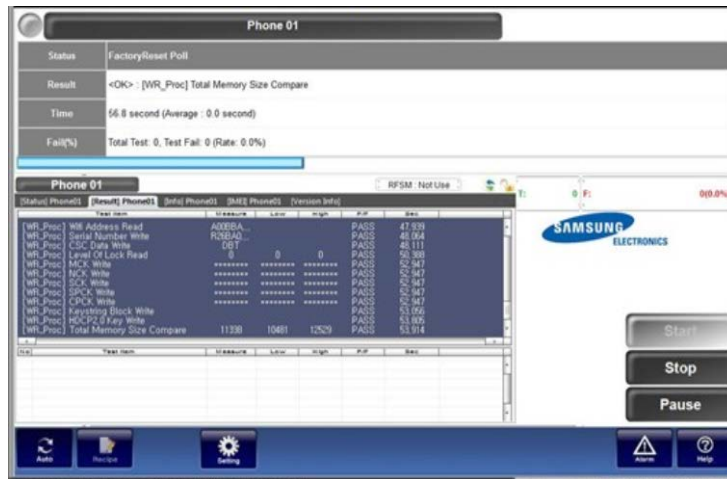 Phone 01
Status FactoryReset Poll
Result <OK> : [WR_Proc] Total Memory Size Compare
Time 56.8 second (Average : 0.0 second)
Fail(%) Total Test: 0, Test Fail: 0 (Rate: 0.0%)
Phone 01 RFSM : Not Use T: 0 F: 0(0.0%
[Status] Phone01 [Result] Phone01 [Info] Phone01 [IMEI] Phone01 [Version Info]
Test Item Measure Low High P/F Sec
[WR_Proc] Wifi Address Read A00BBA... PASS 47,939
[WR_Proc] Serial Number Write R26BA0... PASS 48,064
[WR_Proc] CSC Data Write DBT PASS 48,111
[WR_Proc] Level Of Lock Read 0 0 0 PASS 50,388
[WR_Proc] MCK Write ******** ******** ******** PASS 52,947
[WR_Proc] NCK Write ******** ******** ******** PASS 52,947
[WR_Proc] SCK Write ******** ******** ******** PASS 52,947
[WR_Proc] SPCK Write ******** ******** ******** PASS 52,947
[WR_Proc] CPCK Write ******** ******** ******** PASS 52,947
[WR_Proc] Keystring Block Write PASS 53,056
[WR_Proc] HDCP2.0 Key Write PASS 53,805
[WR_Proc] Total Memory Size Compare 11338 10481 12529 PASS 53,914
No Test Item Measure Low High P/F Sec
SAMSUNG
ELECTRONICS
Start
Stop
Pause
Auto Recipe Setting Alarm Help